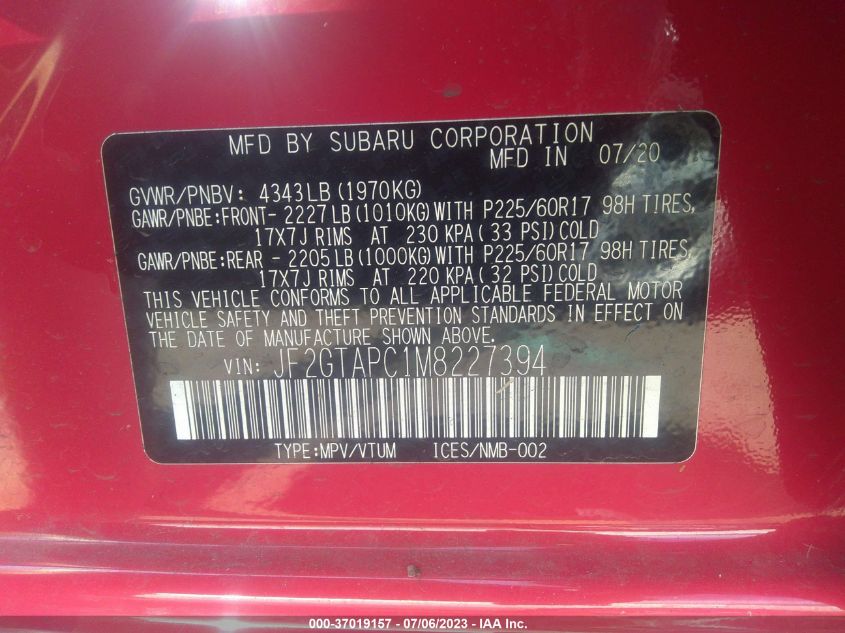 MFD BY SUBARU CORPORATION
MFD IN 07/20
GVWR/PNBV: 4343LB (1970KG)
GAWR/PNBE:FRONT- 2227 LB (1010KG) WITH P225/60R17 98H TIRES,
17X7J RIMS AT 230 KPA ( 33 PSI) COLD
GAWR/PNBE:REAR - 2205 LB (1000KG) WITH P225/60R17 98H TIRES,
17X7J RIMS AT 220 KPA ( 32 PSI) COLD
THIS VEHICLE CONFORMS TO ALL APPLICABLE FEDERAL MOTOR
VEHICLE SAFETY AND THEFT PREVENTION STANDARDS IN EFFECT ON
THE DATE OF MANUFACTURE SHOWN ABOVE.
VIN: JF2GTAPC1M8227394
TYPE:MPV/VTUM ICES/NMB-002
000-37019157 - 07/06/2023 - IAA Inc.